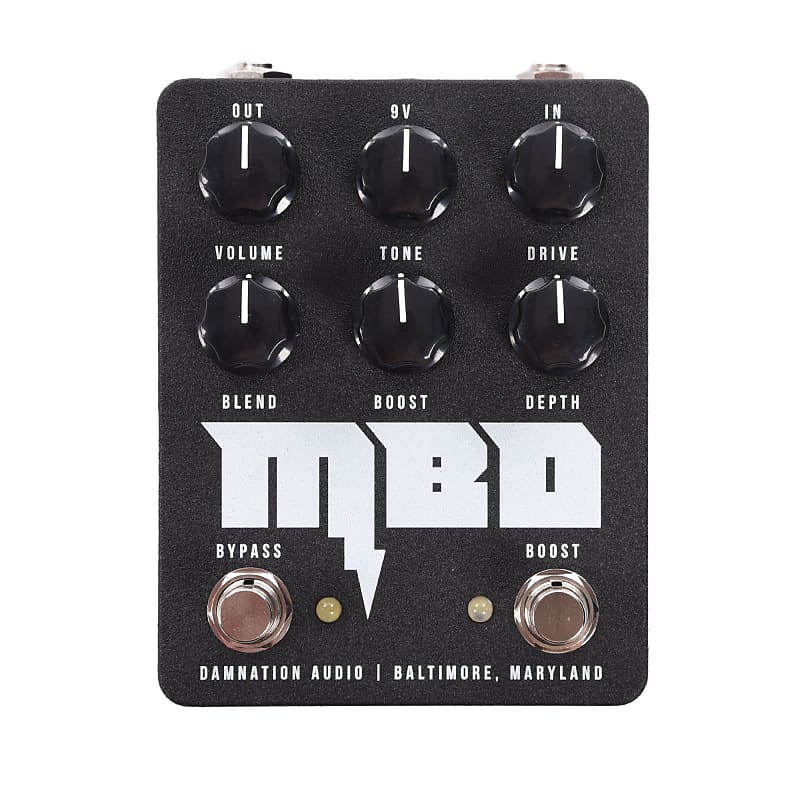 OUT 9V IN
VOLUME TONE DRIVE
BLEND BOOST DEPTH
MBD
BYPASS BOOST
DAMNATION AUDIO | BALTIMORE, MARYLAND